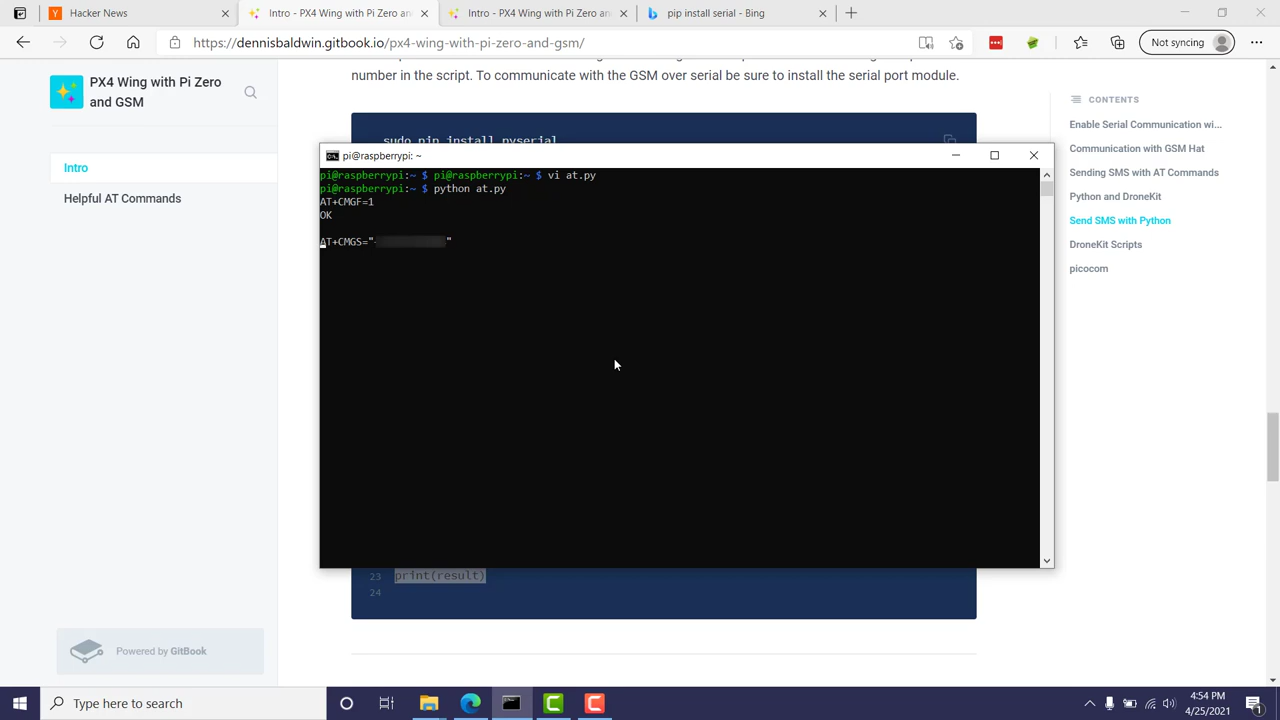 Hacker News
Intro - PX4 Wing with Pi Zero and
Intro - PX4 Wing with Pi Zero and
pip install serial - Bing
https://dennisbaldwin.gitbook.io/px4-wing-with-pi-zero-and-gsm/
Not syncing
PX4 Wing with Pi Zero
and GSM
Intro
Helpful AT Commands
Powered by GitBook
number in the script. To communicate with the GSM over serial be sure to install the serial port module.
sudo pip install pyserial
pi@raspberrypi: ~
pi@raspberrypi:~ $ pi@raspberrypi:~ $ vi at.py
pi@raspberrypi:~ $ python at.py
AT+CMGF=1
OK
AT+CMGS="
"
23 print(result)
24
CONTENTS
Enable Serial Communication wi...
Communication with GSM Hat
Sending SMS with AT Commands
Python and DroneKit
Send SMS with Python
DroneKit Scripts
picocom
Type here to search
4:54 PM
4/25/2021
1